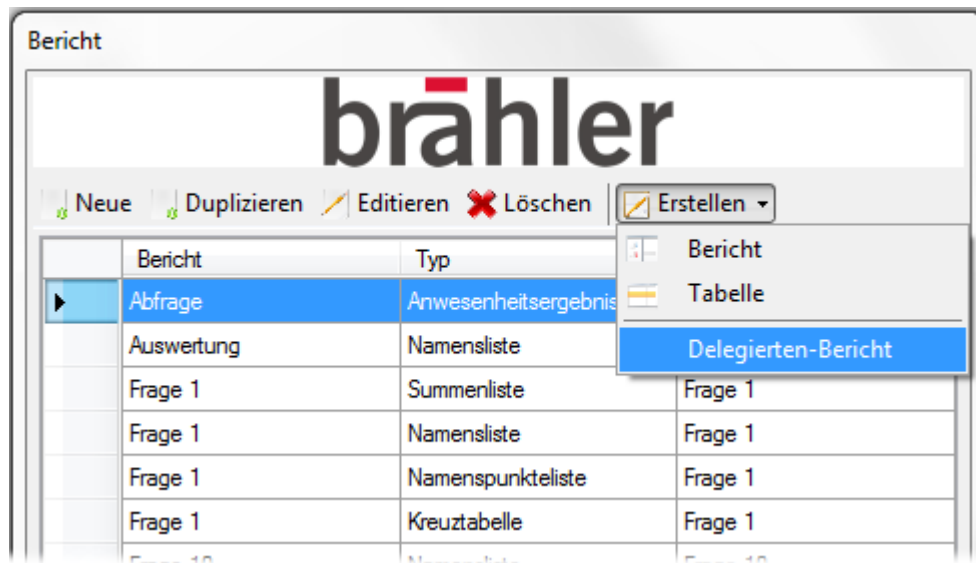 Bericht
brähler
Neue Duplizieren Editieren Löschen Erstellen
Bericht
Tabelle
Delegierten-Bericht
Bericht Typ
Abfrage Anwesenheitsergebnis
Auswertung Namensliste
Frage 1 Summenliste Frage 1
Frage 1 Namensliste Frage 1
Frage 1 Namenspunkteliste Frage 1
Frage 1 Kreuztabelle Frage 1